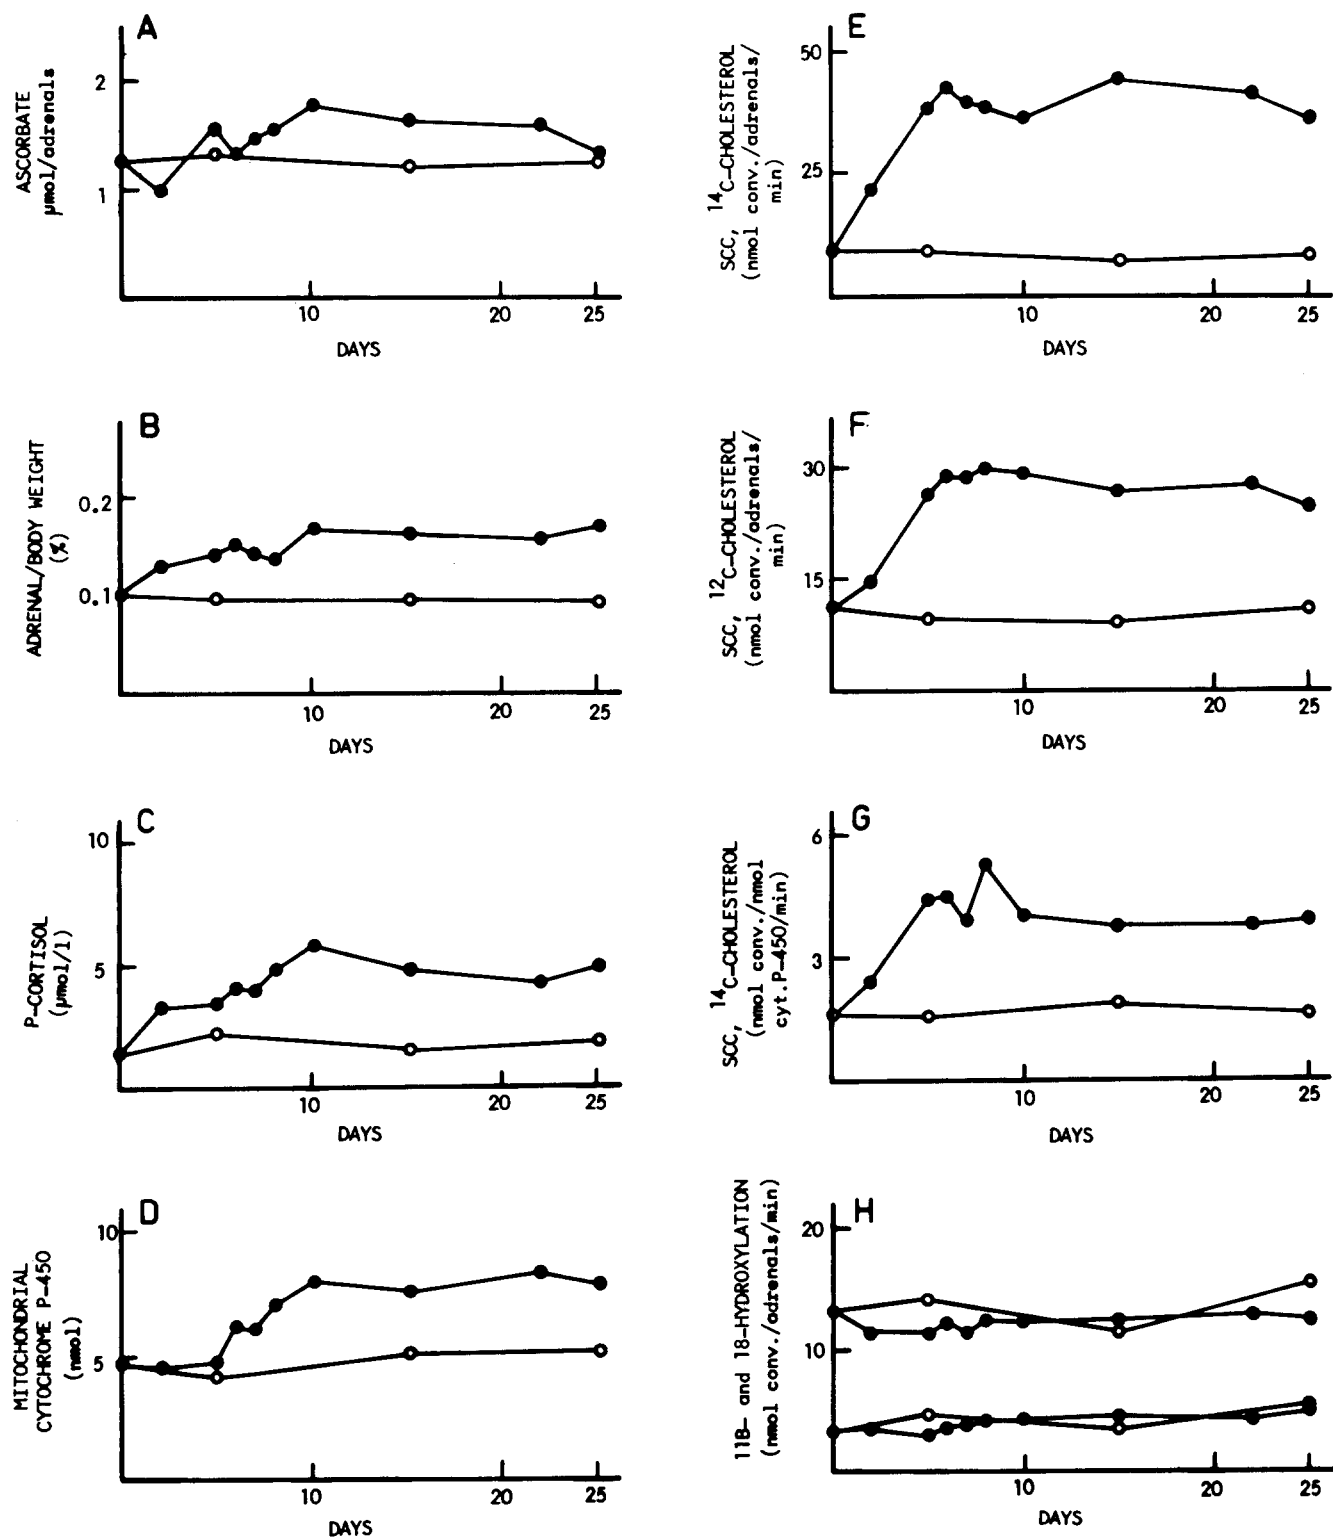 A
ASCORBATE
µmol/adrenals
2
1
10
20
25
DAYS
B
ADRENAL/BODY WEIGHT
(%)
0.2
0.1
10
20
25
DAYS
C
P-CORTISOL
(µmol/l)
10
5
10
20
25
DAYS
D
MITOCHONDRIAL
CYTOCHROME P-450
(nmol)
10
5
10
20
25
DAYS
E
SCC, 14C-CHOLESTEROL
(nmol conv./adrenals/
min)
50
25
10
20
25
DAYS
F
SCC, 12C-CHOLESTEROL
(nmol conv./adrenals/
min)
30
15
10
20
25
DAYS
G
SCC, 14C-CHOLESTEROL
(nmol conv./nmol
cyt.P-450/min)
6
3
10
20
25
DAYS
H
11B- and 18-HYDROXYLATION
(nmol conv./adrenals/min)
20
10
10
20
25
DAYS